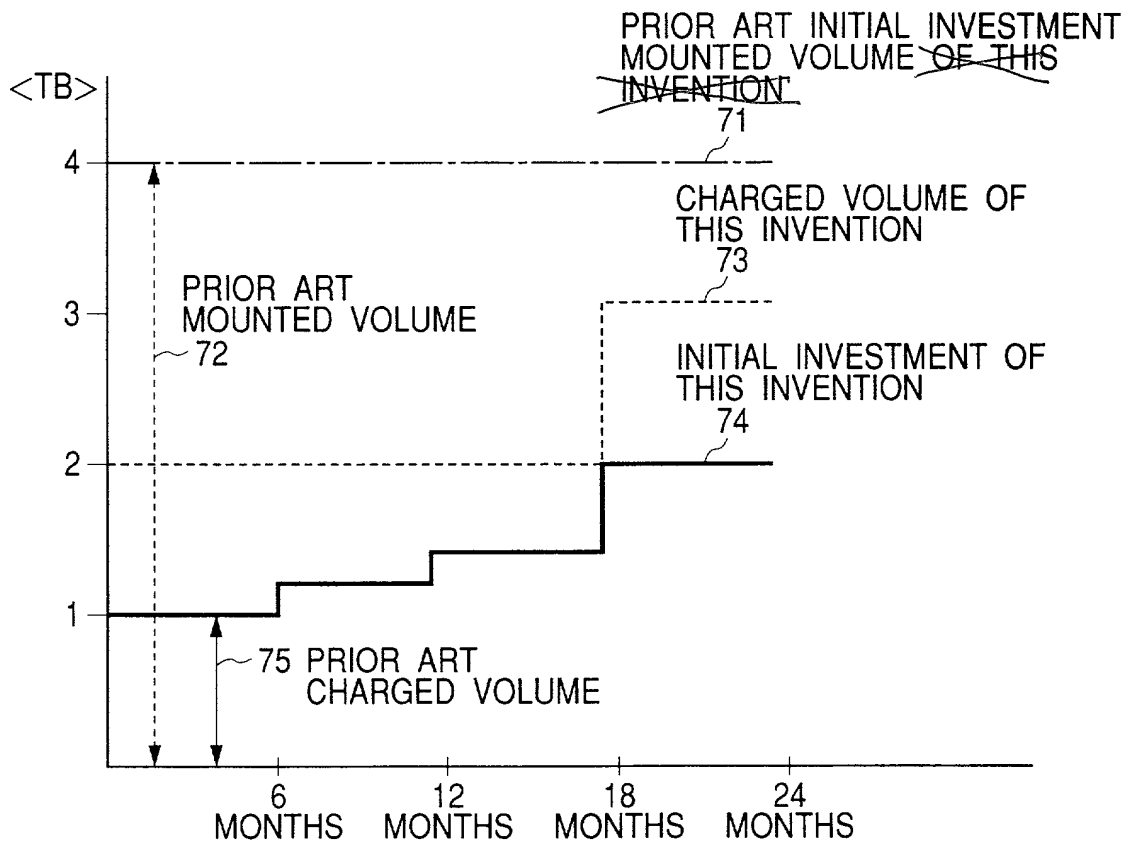 PRIOR ART INITIAL INVESTMENT
MOUNTED VOLUME OF THIS
INVENTION
<TB>
71
4
CHARGED VOLUME OF
THIS INVENTION
73
PRIOR ART
MOUNTED VOLUME
72
3
INITIAL INVESTMENT OF
THIS INVENTION
74
2
1
75 PRIOR ART
CHARGED VOLUME
6 12 18 24
MONTHS MONTHS MONTHS MONTHS